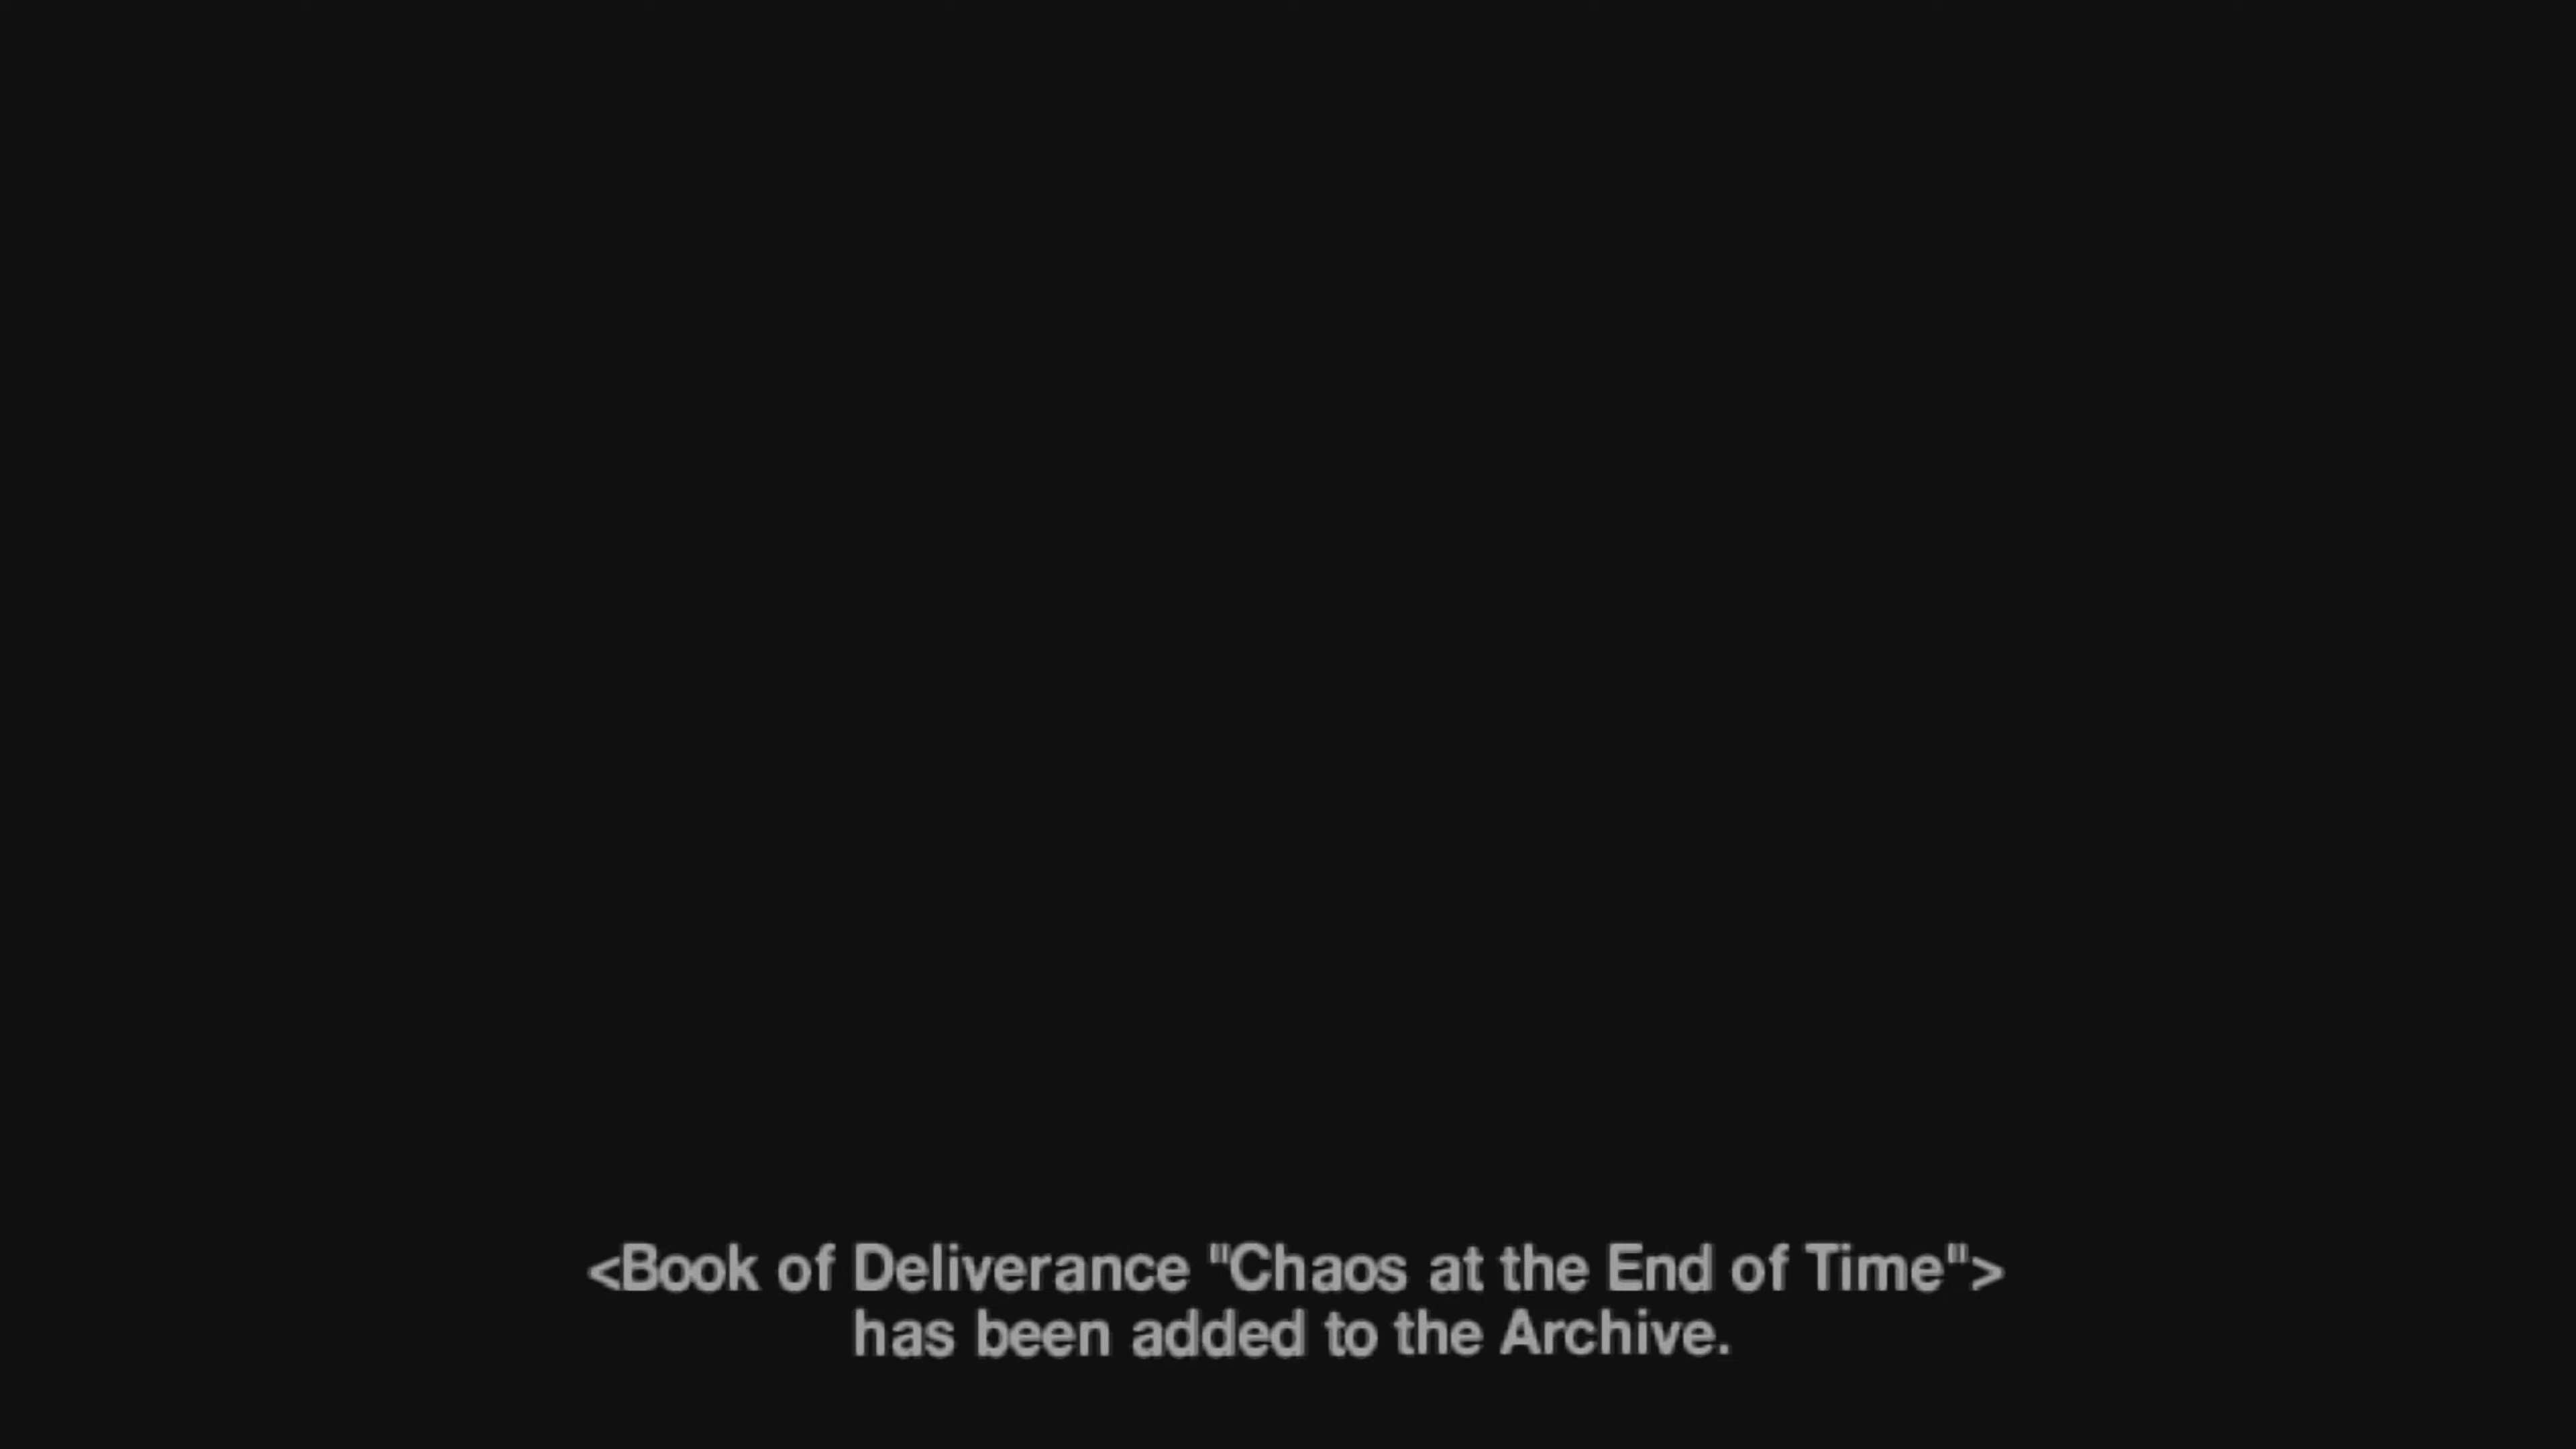 <Book of Deliverance "Chaos at the End of Time">
has been added to the Archive.